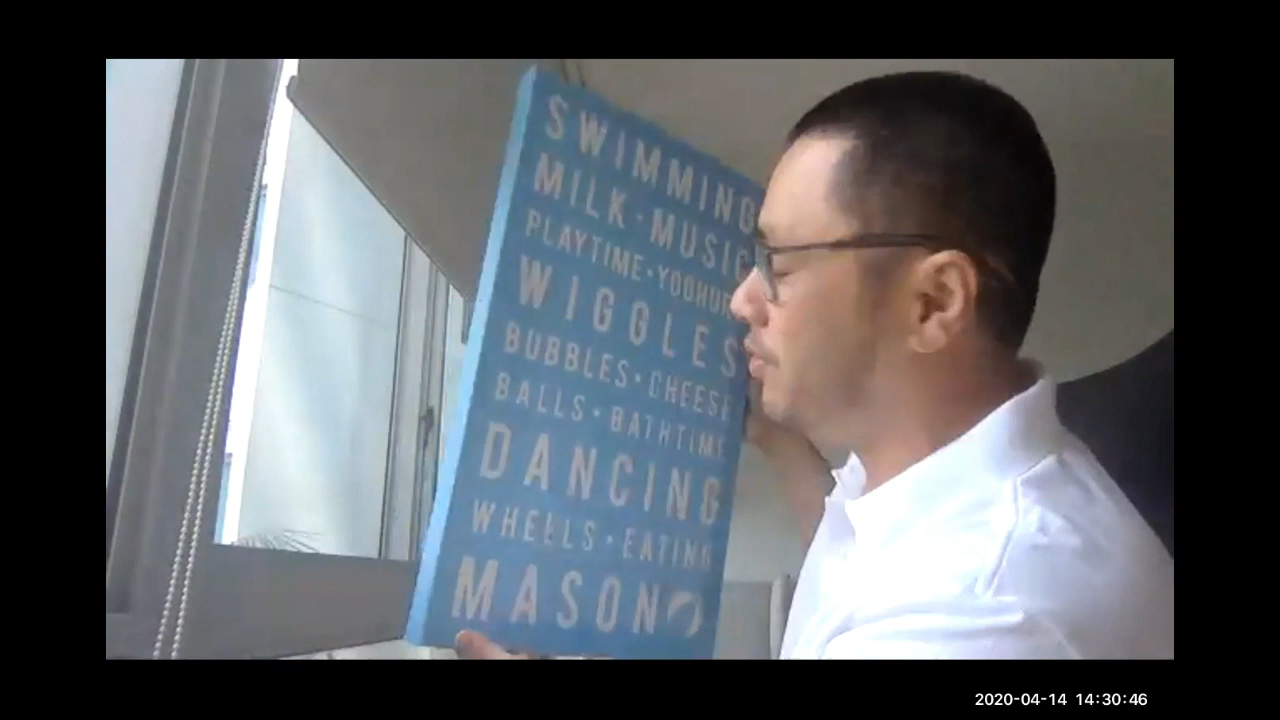 SWIMMING
MILK · MUSIC
PLAYTIME · YOGHUR
WIGGLES
BUBBLES · CHEESE
BALLS · BATHTIME
DANCING
WHEELS · EATING
MASON
2020-04-14 14:30:46